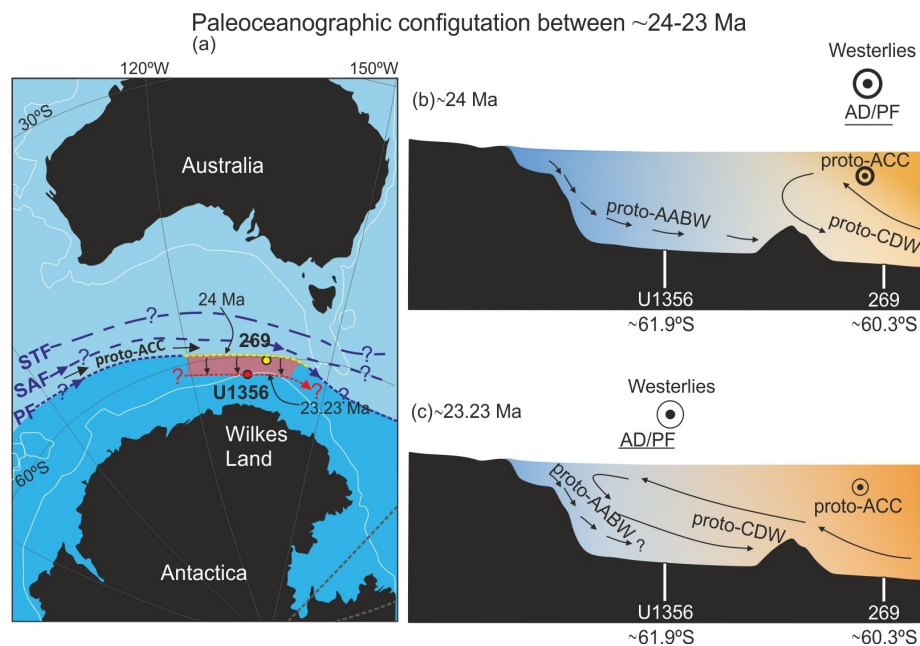 Paleoceanographic configutation between ~24-23 Ma
(a)
120ºW
150ºW
30ºS
Australia
24 Ma
STF
?
SAF
?
proto-ACC
269
?
PF
?
?
?
U1356
23.23 Ma
?
60ºS
Wilkes
Land
Antactica
Westerlies
(b)~24 Ma
AD/PF
proto-ACC
proto-AABW
proto-CDW
U1356
269
~61.9ºS
~60.3ºS
Westerlies
(c)~23.23 Ma
AD/PF
proto-AABW ?
proto-ACC
proto-CDW
U1356
269
~61.9ºS
~60.3ºS